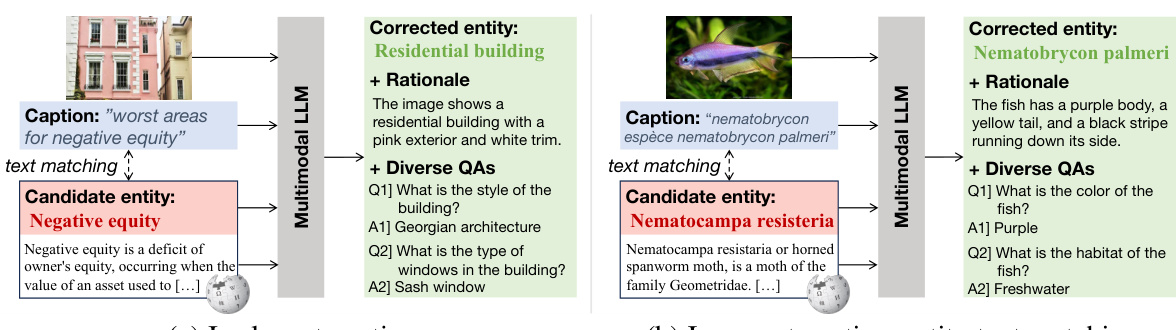 Caption: ”worst areas
for negative equity”
text matching
Candidate entity:
Negative equity
Negative equity is a deficit of
owner's equity, occurring when the
value of an asset used to […]
Multimodal LLM
Corrected entity:
Residential building
+ Rationale
The image shows a
residential building with a
pink exterior and white trim.
+ Diverse QAs
Q1] What is the style of the
building?
A1] Georgian architecture
Q2] What is the type of
windows in the building?
A2] Sash window
Caption: “nematobrycon
espèce nematobrycon palmeri”
text matching
Candidate entity:
Nematocampa resisteria
Nematocampa resistaria or horned
spanworm moth, is a moth of the
family Geometridae. […]
Multimodal LLM
Corrected entity:
Nematobrycon palmeri
+ Rationale
The fish has a purple body, a
yellow tail, and a black stripe
running down its side.
+ Diverse QAs
Q1] What is the color of the
fish?
A1] Purple
Q2] What is the habitat of the
fish?
A2] Freshwater